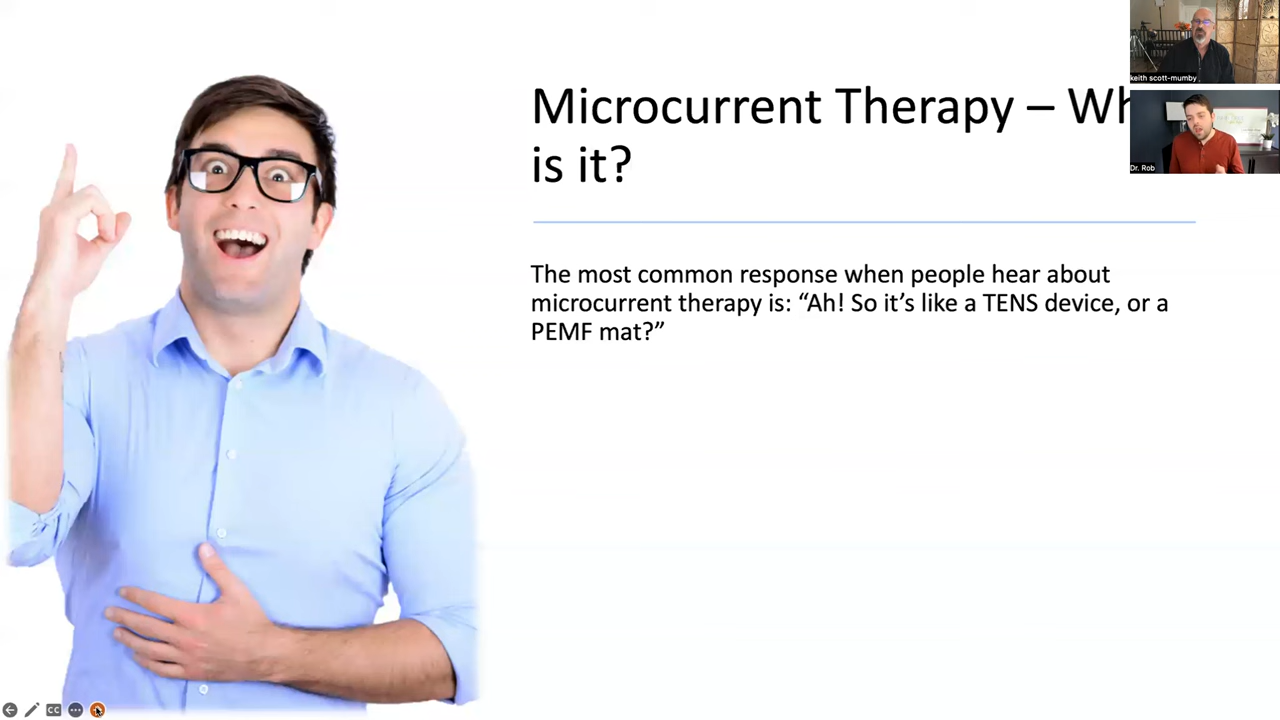 Microcurrent Therapy – Wh
is it?
The most common response when people hear about
microcurrent therapy is: “Ah! So it’s like a TENS device, or a
PEMF mat?”
keith scott-mumby
Dr. Rob
CC